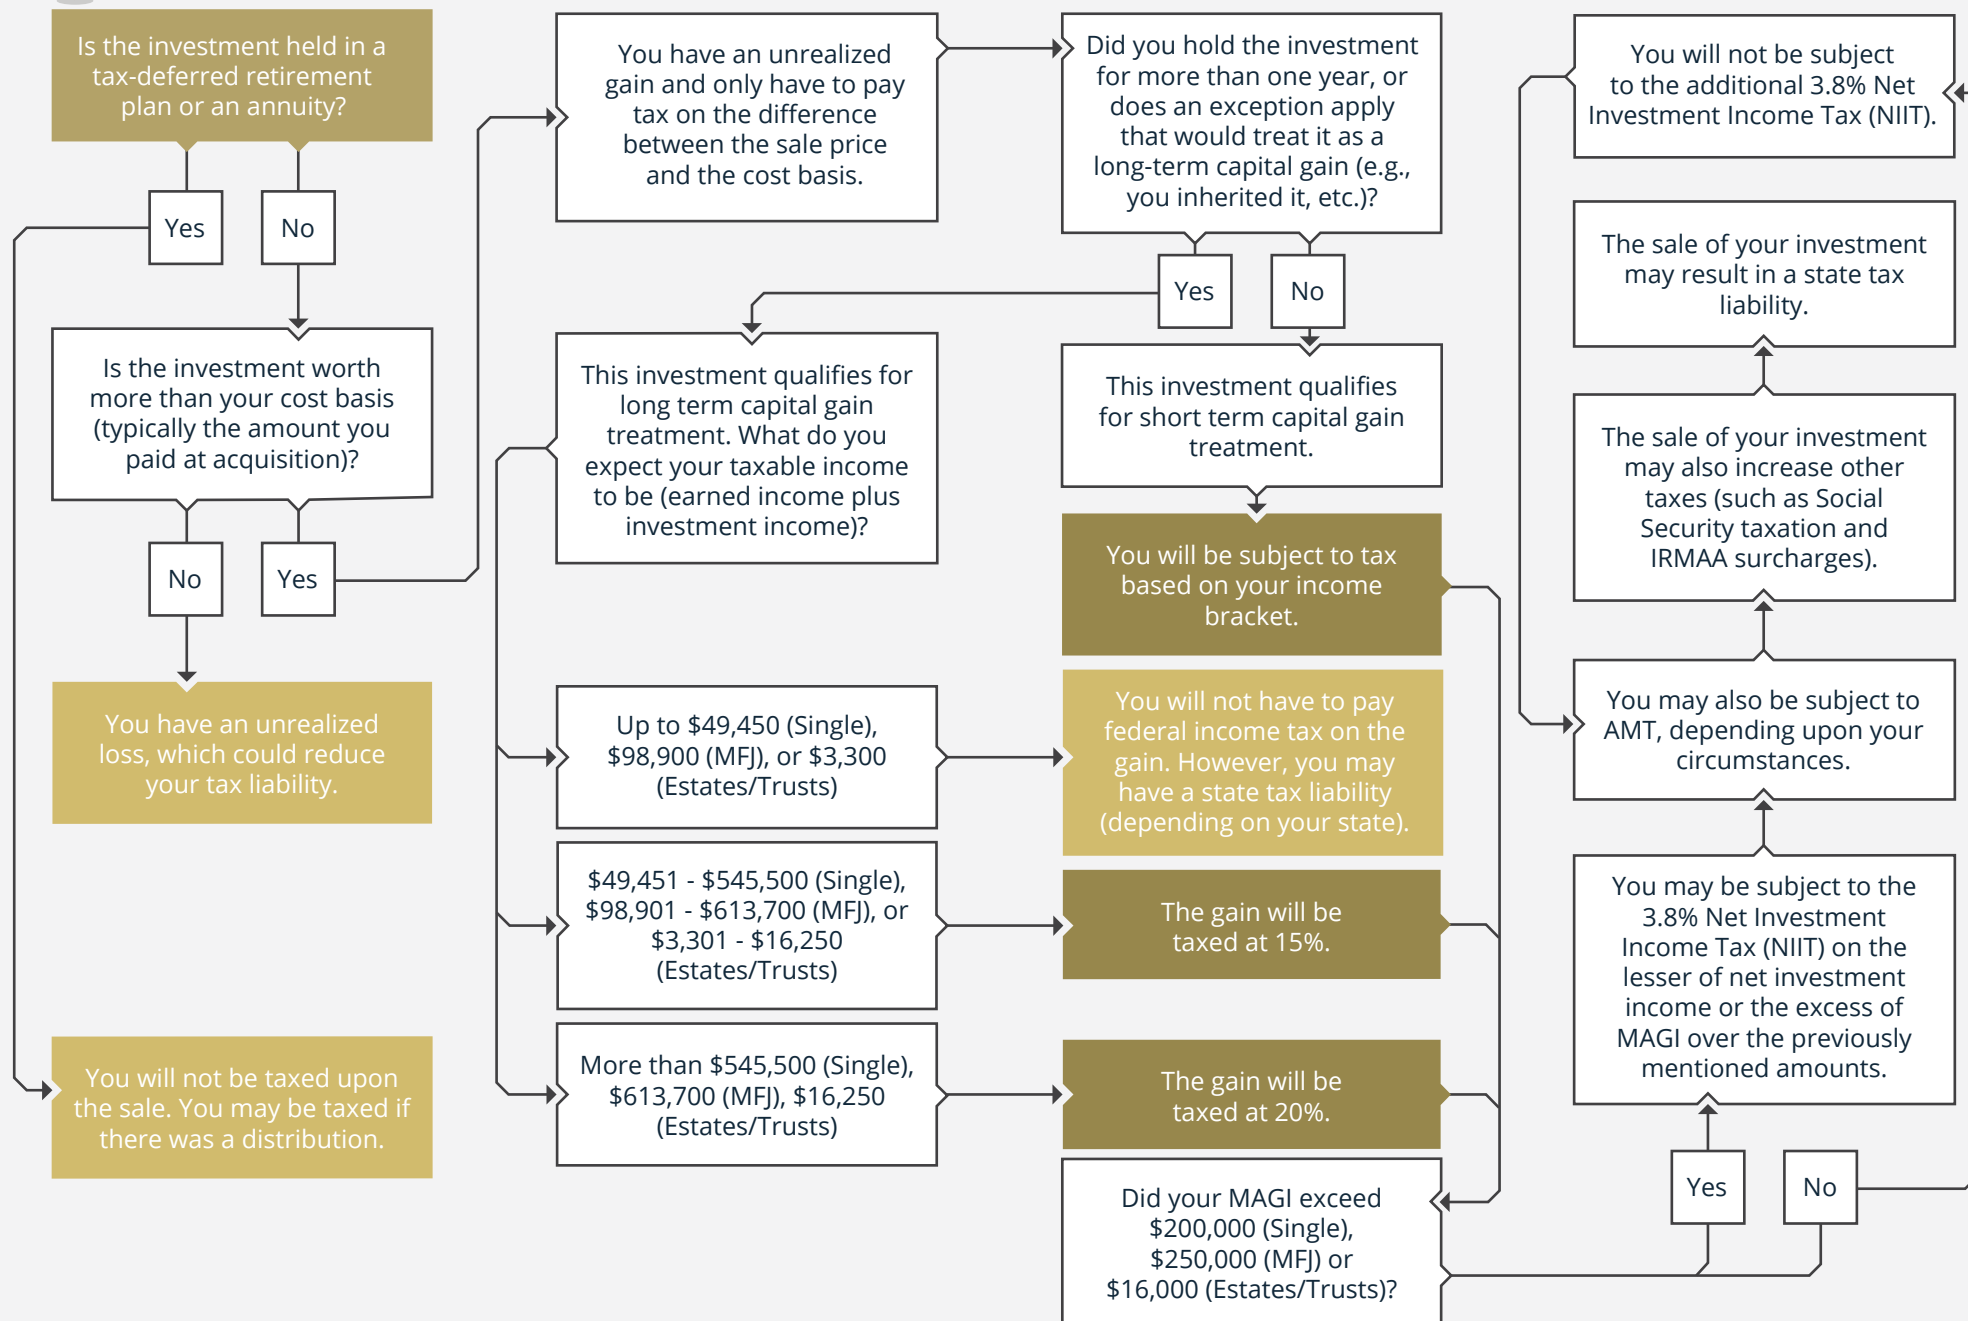 Is the investment held in a
tax-deferred retirement
plan or an annuity?
Yes
No
Is the investment worth
more than your cost basis
(typically the amount you
paid at acquisition)?
No
Yes
You have an unrealized
loss, which could reduce
your tax liability.
You will not be taxed upon
the sale. You may be taxed if
there was a distribution.
You have an unrealized
gain and only have to pay
tax on the difference
between the sale price
and the cost basis.
Did you hold the investment
for more than one year, or
does an exception apply
that would treat it as a
long-term capital gain (e.g.,
you inherited it, etc.)?
Yes
No
This investment qualifies for
long term capital gain
treatment. What do you
expect your taxable income
to be (earned income plus
investment income)?
This investment qualifies
for short term capital gain
treatment.
You will be subject to tax
based on your income
bracket.
Up to $49,450 (Single),
$98,900 (MFJ), or $3,300
(Estates/Trusts)
You will not have to pay
federal income tax on the
gain. However, you may
have a state tax liability
(depending on your state).
$49,451 - $545,500 (Single),
$98,901 - $613,700 (MFJ), or
$3,301 - $16,250
(Estates/Trusts)
The gain will be
taxed at 15%.
More than $545,500 (Single),
$613,700 (MFJ), $16,250
(Estates/Trusts)
The gain will be
taxed at 20%.
Did your MAGI exceed
$200,000 (Single),
$250,000 (MFJ) or
$16,000 (Estates/Trusts)?
Yes
No
You may be subject to the
3.8% Net Investment
Income Tax (NIIT) on the
lesser of net investment
income or the excess of
MAGI over the previously
mentioned amounts.
You will not be subject
to the additional 3.8% Net
Investment Income Tax (NIIT).
You may also be subject to
AMT, depending upon your
circumstances.
The sale of your investment
may also increase other
taxes (such as Social
Security taxation and
IRMAA surcharges).
The sale of your investment
may result in a state tax
liability.